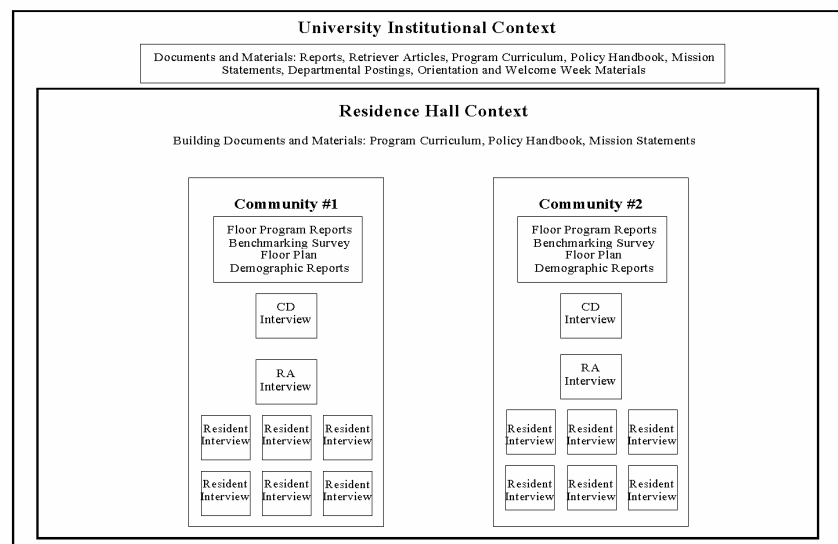 University Institutional Context
Documents and Materials: Reports, Retriever Articles, Program Curriculum, Policy Handbook, Mission
Statements, Departmental Postings, Orientation and Welcome Week Materials
Residence Hall Context
Building Documents and Materials: Program Curriculum, Policy Handbook, Mission Statements
Community #1
Floor Program Reports
Benchmarking Survey
Floor Plan
Demographic Reports
CD
Interview
RA
Interview
Resident
Interview
Resident
Interview
Resident
Interview
Resident
Interview
Resident
Interview
Resident
Interview
Community #2
Floor Program Reports
Benchmarking Survey
Floor Plan
Demographic Reports
CD
Interview
RA
Interview
Resident
Interview
Resident
Interview
Resident
Interview
Resident
Interview
Resident
Interview
Resident
Interview